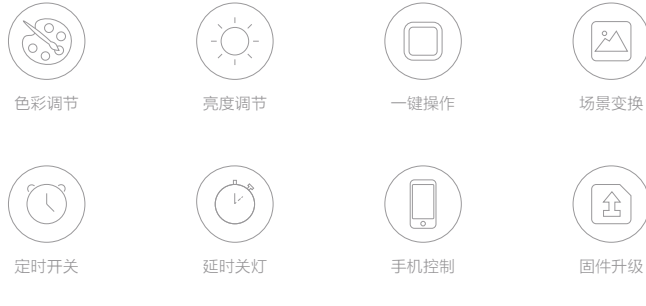 色彩调节
亮度调节
一键操作
场景变换
定时开关
延时关灯
手机控制
固件升级